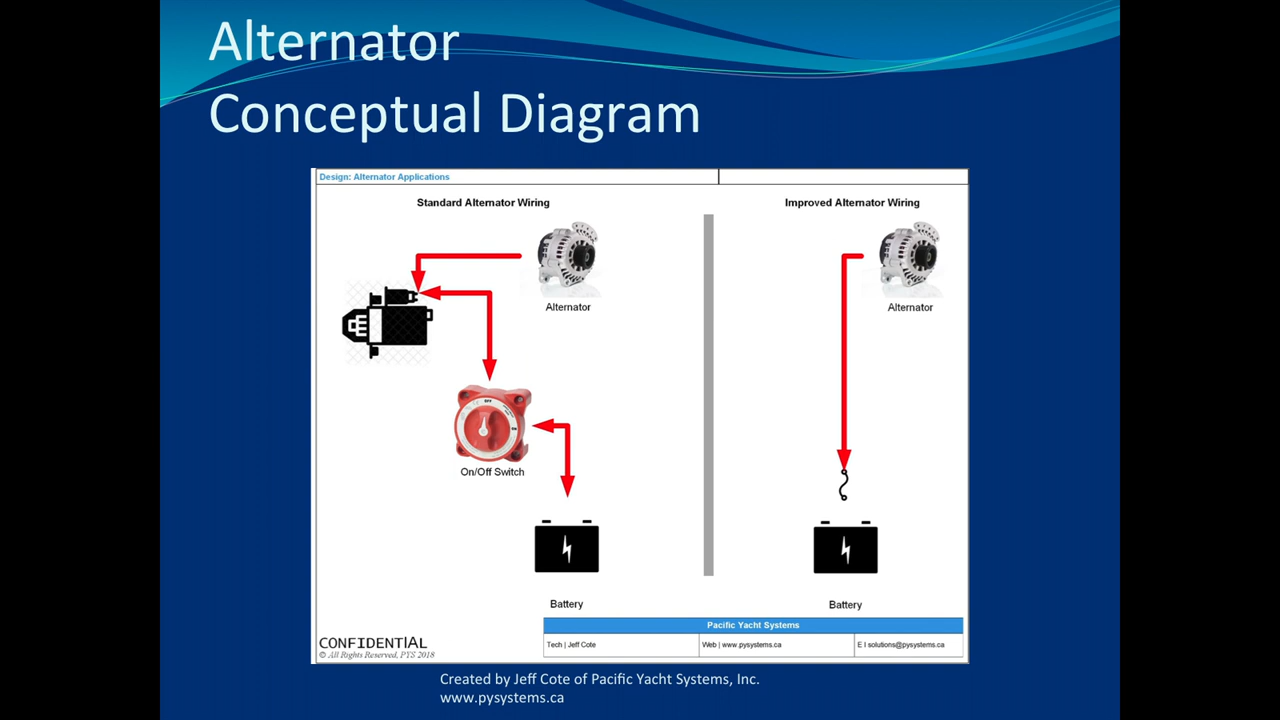 Alternator
Conceptual Diagram
Design: Alternator Applications
Standard Alternator Wiring
Improved Alternator Wiring
Alternator
Alternator
OFF
ON
On/Off Switch
Battery
Battery
CONFIDENTIAL
© All Rights Reserved, PYS 2018
Pacific Yacht Systems
Tech | Jeff Cote
Web | www.pysystems.ca
E I solutions@pysystems.ca
Created by Jeff Cote of Pacific Yacht Systems, Inc.
www.pysystems.ca